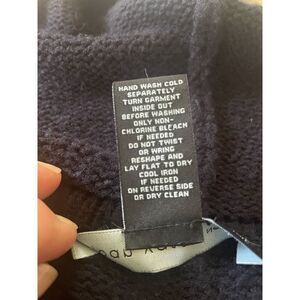 HAND WASH COLD
SEPARATELY
TURN GARMENT
INSIDE OUT
BEFORE WASHING
ONLY NON-
CHLORINE BLEACH
IF NEEDED
DO NOT TWIST
OR WRING
RESHAPE AND
LAY FLAT TO DRY
COOL IRON
IF NEEDED
ON REVERSE SIDE
OR DRY CLEAN